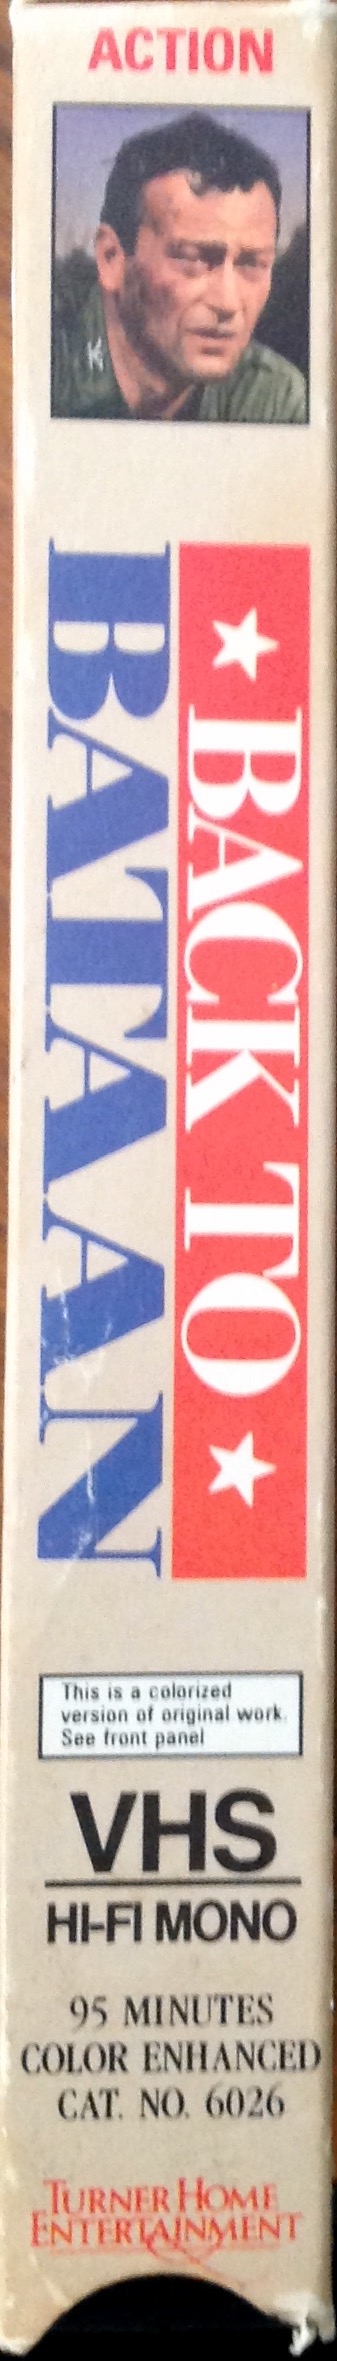 ACTION
BACK TO
BATAAN
This is a colorized
version of original work.
See front panel
VHS
HI-FI MONO
95 MINUTES
COLOR ENHANCED
CAT. NO. 6026
TURNER HOME
ENTERTAINMENT